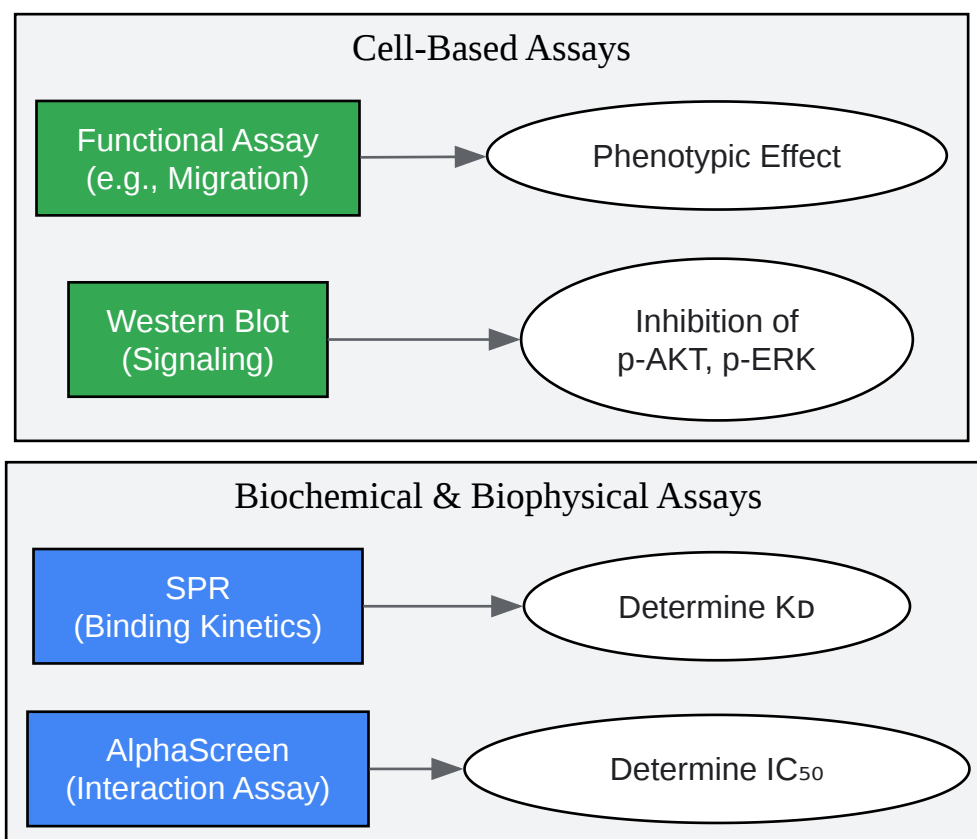 Cell-Based Assays
Functional Assay
(e.g., Migration)
Phenotypic Effect
Western Blot
(Signaling)
Inhibition of
p-AKT, p-ERK
Biochemical & Biophysical Assays
SPR
(Binding Kinetics)
Determine Kᴅ
AlphaScreen
(Interaction Assay)
Determine IC₅₀